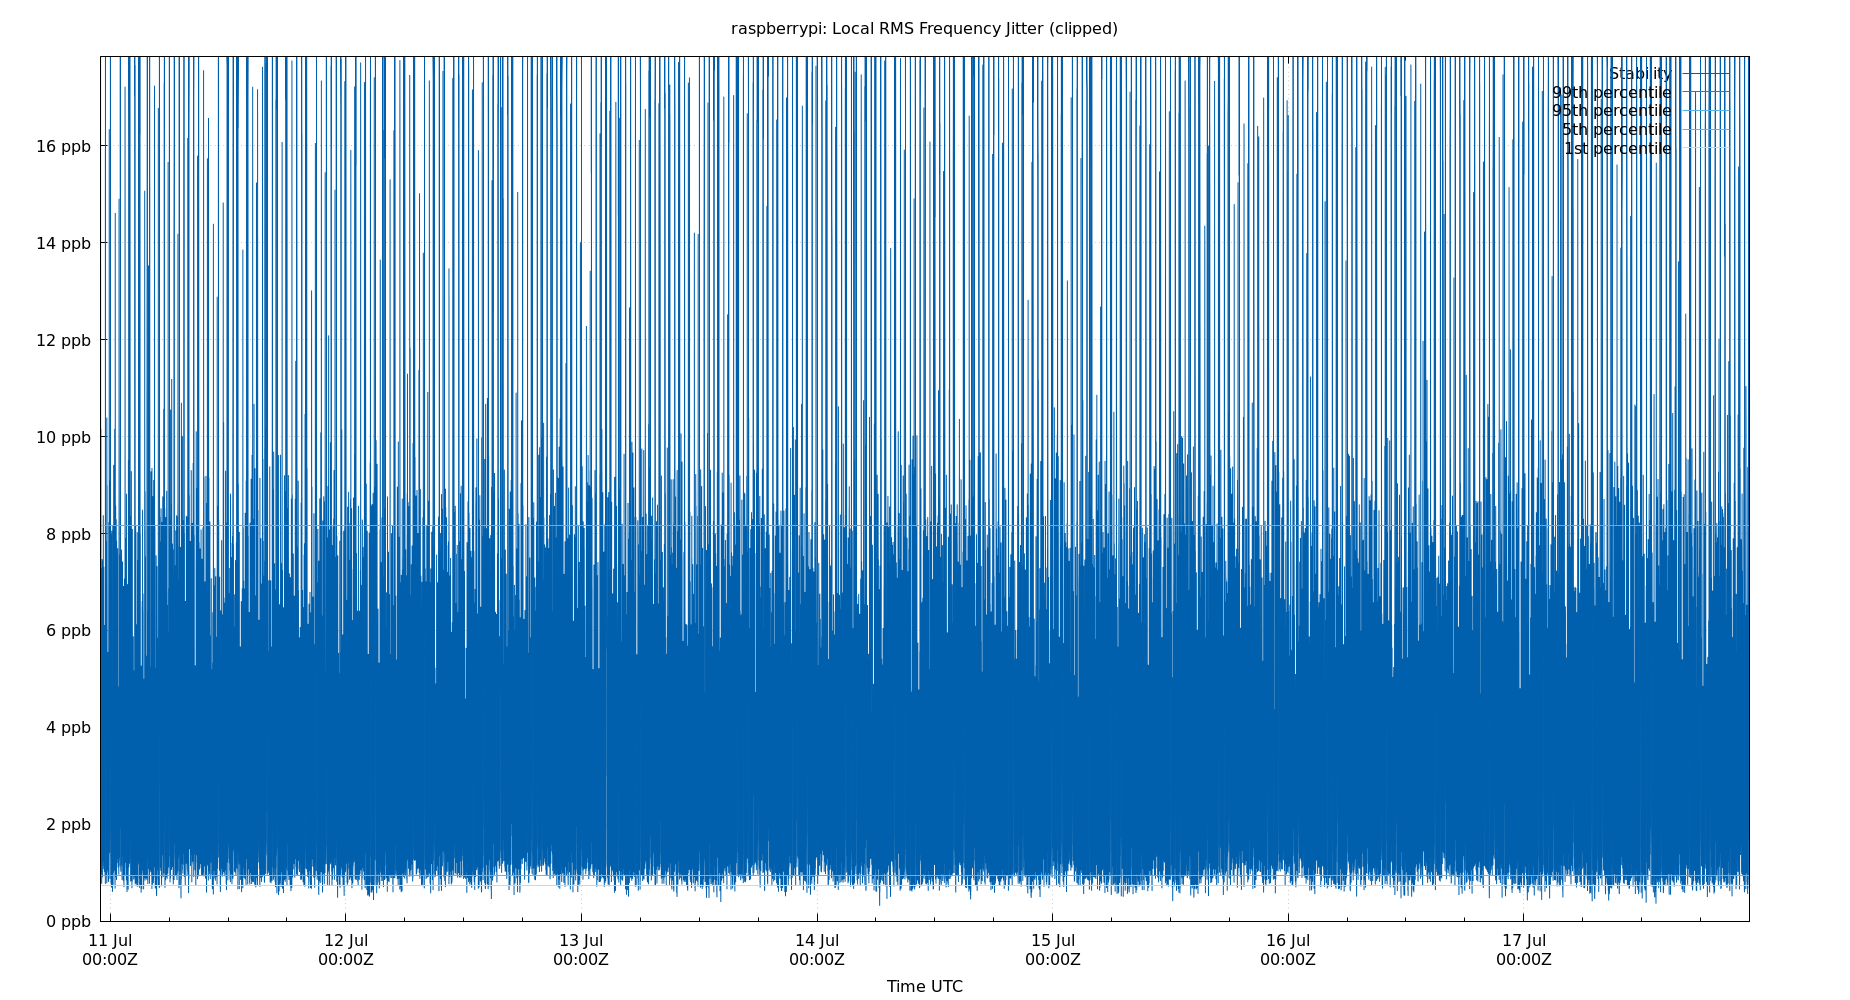 raspberrypi: Local RMS Frequency Jitter (clipped)
Stability
99th percentile
95th percentile
5th percentile
1st percentile
16 ppb
14 ppb
12 ppb
10 ppb
8 ppb
6 ppb
4 ppb
2 ppb
0 ppb
11 Jul 12 Jul 13 Jul 14 Jul 15 Jul 16 Jul 17 Jul
00:00Z 00:00Z 00:00Z 00:00Z 00:00Z 00:00Z 00:00Z
Time UTC